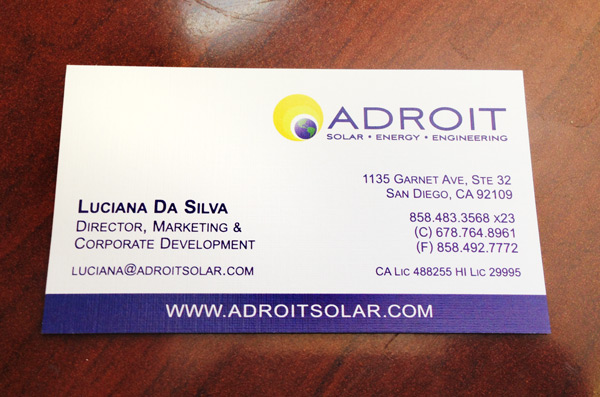 ADROIT
SOLAR • ENERGY • ENGINEERING
1135 GARNET AVE, STE 32
SAN DIEGO, CA 92109
858.483.3568 x23
(C) 678.764.8961
(F) 858.492.7772
CA LIC 488255 HI LIC 29995
LUCIANA DA SILVA
DIRECTOR, MARKETING &
CORPORATE DEVELOPMENT
LUCIANA@ADROITSOLAR.COM
WWW.ADROITSOLAR.COM